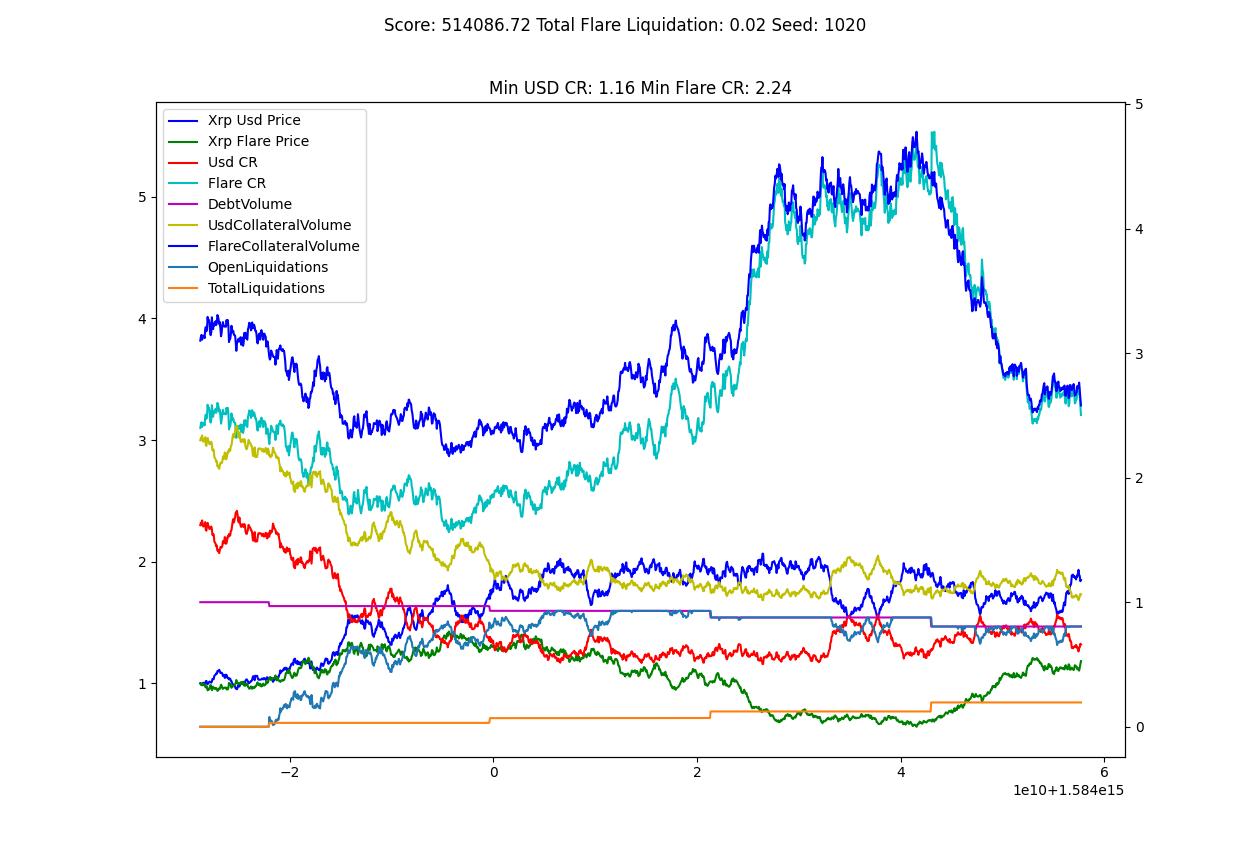 Score: 514086.72 Total Flare Liquidation: 0.02 Seed: 1020
Min USD CR: 1.16 Min Flare CR: 2.24
Xrp Usd Price
Xrp Flare Price
Usd CR
Flare CR
DebtVolume
UsdCollateralVolume
FlareCollateralVolume
OpenLiquidations
TotalLiquidations
5
4
3
2
1
5
4
3
2
1
0
−2
0
2
4
6
1e10+1.584e15